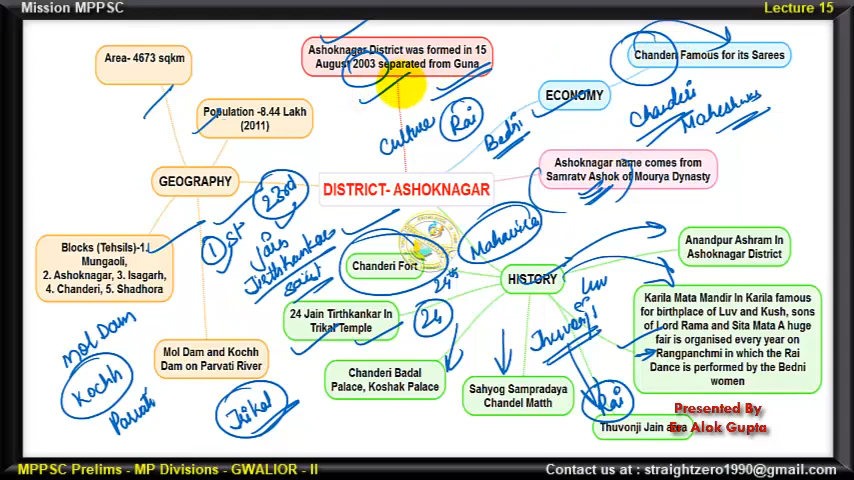 Mission MPPSC
Lecture 15
Area- 4673 sqkm
Ashoknagar District was formed in 15
August 2003 separated from Guna
Chanderi Famous for its Sarees
Population -8.44 Lakh
(2011)
ECONOMY
Culture
Rai
Bedni
Chanderi
Maheshwar
Ashoknagar name comes from
Samratv Ashok of Mourya Dynasty
GEOGRAPHY
DISTRICT- ASHOKNAGAR
23rd
1st
Jain
Tirthkankar
saint
Mahavira
Blocks (Tehsils)-1.
Mungaoli,
2. Ashoknagar, 3. Isagarh,
4. Chanderi, 5. Shadhora
Chanderi Fort
24th
HISTORY
Anandpur Ashram In
Ashoknagar District
Luv
24 Jain Tirthkankar In
Trikal Temple
24
Thuvonji
Karila Mata Mandir In Karila famous
for birthplace of Luv and Kush, sons
of Lord Rama and Sita Mata A huge
fair is organised every year on
Rangpanchmi in which the Rai
Dance is performed by the Bedni
women
Mol Dam
Kochh
Parvati
Mol Dam and Kochh
Dam on Parvati River
Trikal
Chanderi Badal
Palace, Koshak Palace
Sahyog Sampradaya
Chandel Matth
Rai
Thuvonji Jain area
Presented By
Er. Alok Gupta
MPPSC Prelims - MP Divisions - GWALIOR - II
Contact us at : straightzero1990@gmail.com